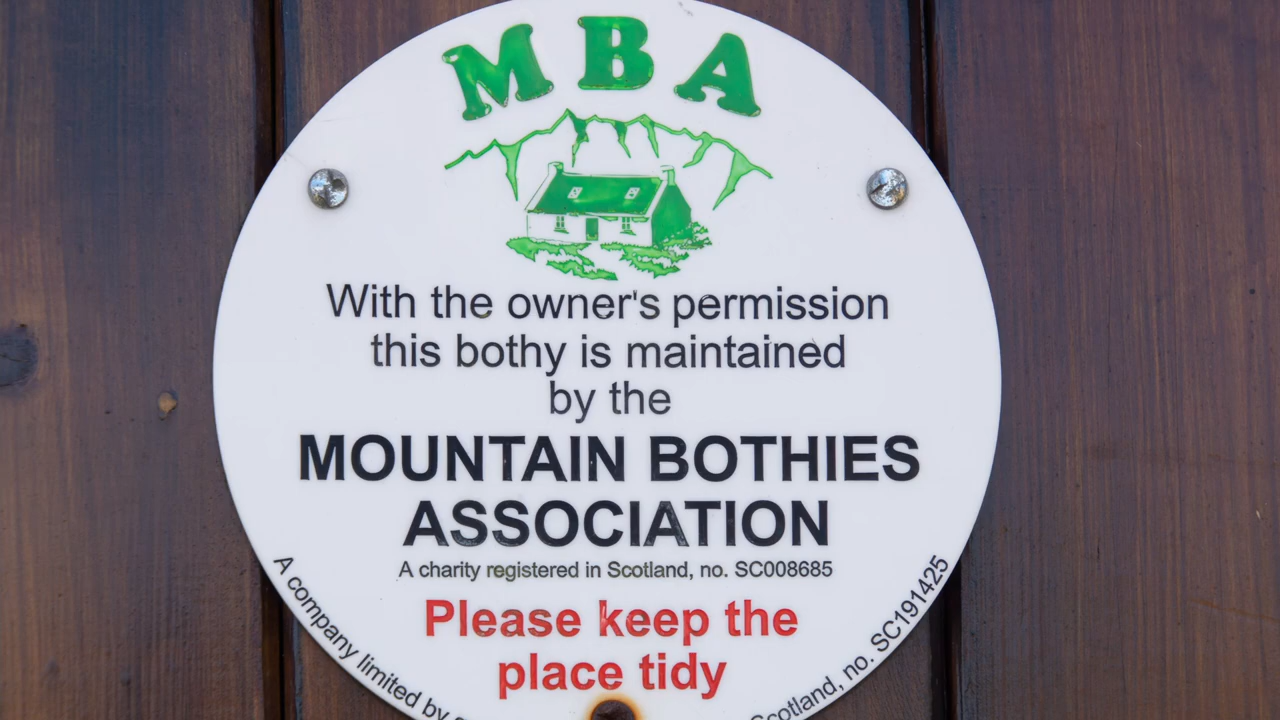 MBA
With the owner's permission
this bothy is maintained
by the
MOUNTAIN BOTHIES
ASSOCIATION
A charity registered in Scotland, no. SC008685
Please keep the
place tidy
A company limited by
Scotland, no. SC191425